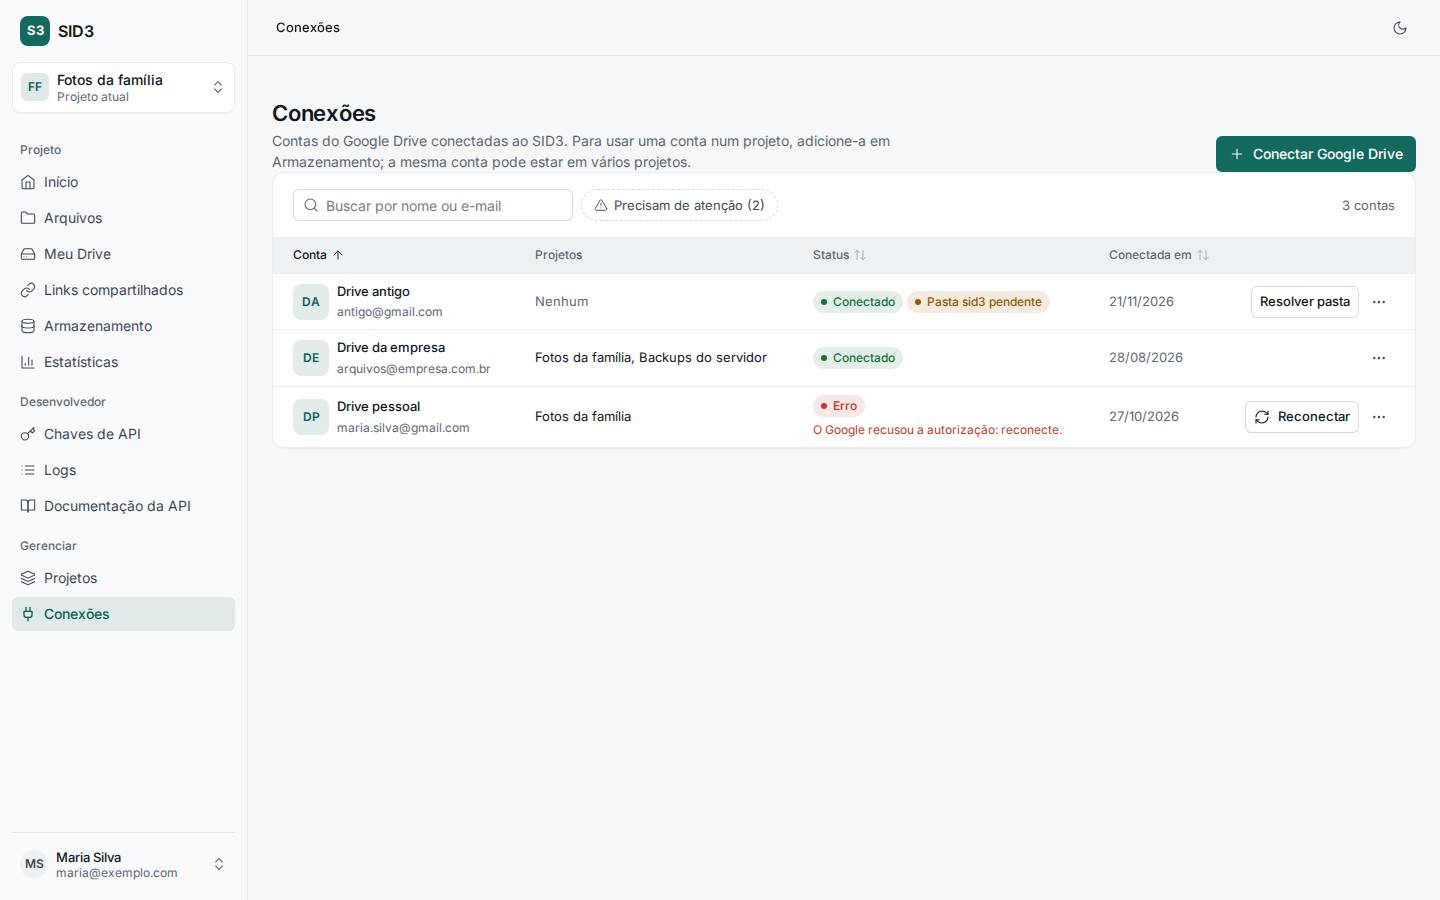 S3 SID3
FF Fotos da família
Projeto atual
Projeto
Início
Arquivos
Meu Drive
Links compartilhados
Armazenamento
Estatísticas
Desenvolvedor
Chaves de API
Logs
Documentação da API
Gerenciar
Projetos
Conexões
MS Maria Silva
maria@exemplo.com
Conexões
Conexões
Contas do Google Drive conectadas ao SID3. Para usar uma conta num projeto, adicione-a em
Armazenamento; a mesma conta pode estar em vários projetos.
Conectar Google Drive
Buscar por nome ou e-mail Precisam de atenção (2) 3 contas
Conta Projetos Status Conectada em
DA Drive antigo
antigo@gmail.com
Nenhum Conectado Pasta sid3 pendente 21/11/2026 Resolver pasta
DE Drive da empresa
arquivos@empresa.com.br
Fotos da família, Backups do servidor Conectado 28/08/2026
DP Drive pessoal
maria.silva@gmail.com
Fotos da família Erro
O Google recusou a autorização: reconecte.
27/10/2026 Reconectar